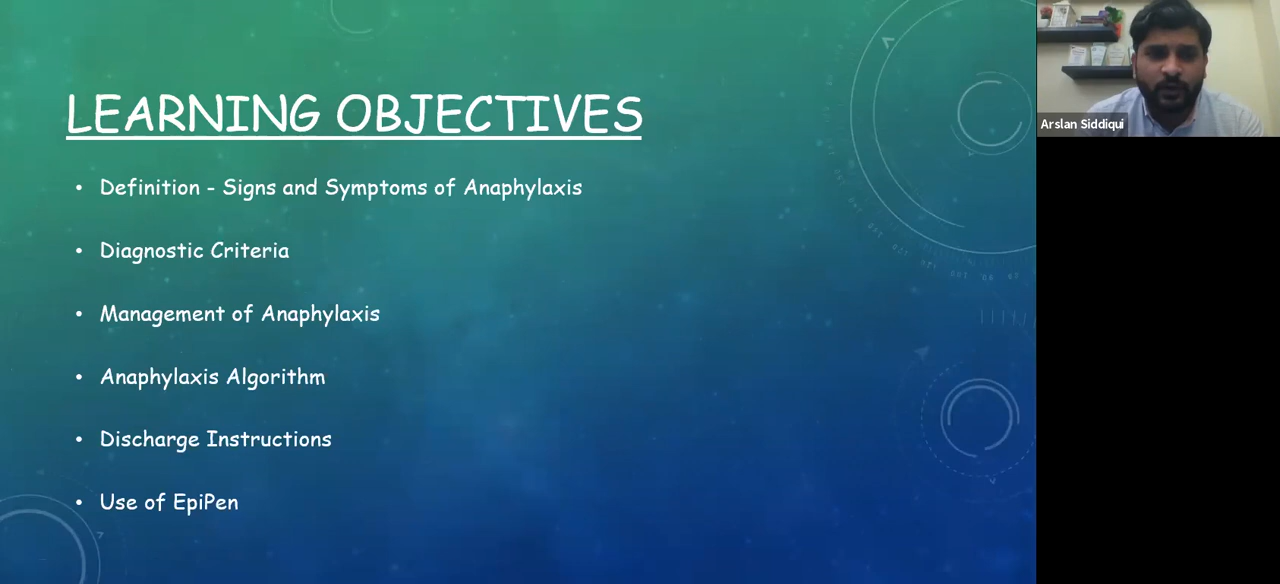 LEARNING OBJECTIVES
• Definition - Signs and Symptoms of Anaphylaxis
• Diagnostic Criteria
• Management of Anaphylaxis
• Anaphylaxis Algorithm
• Discharge Instructions
• Use of EpiPen
Arslan Siddiqui